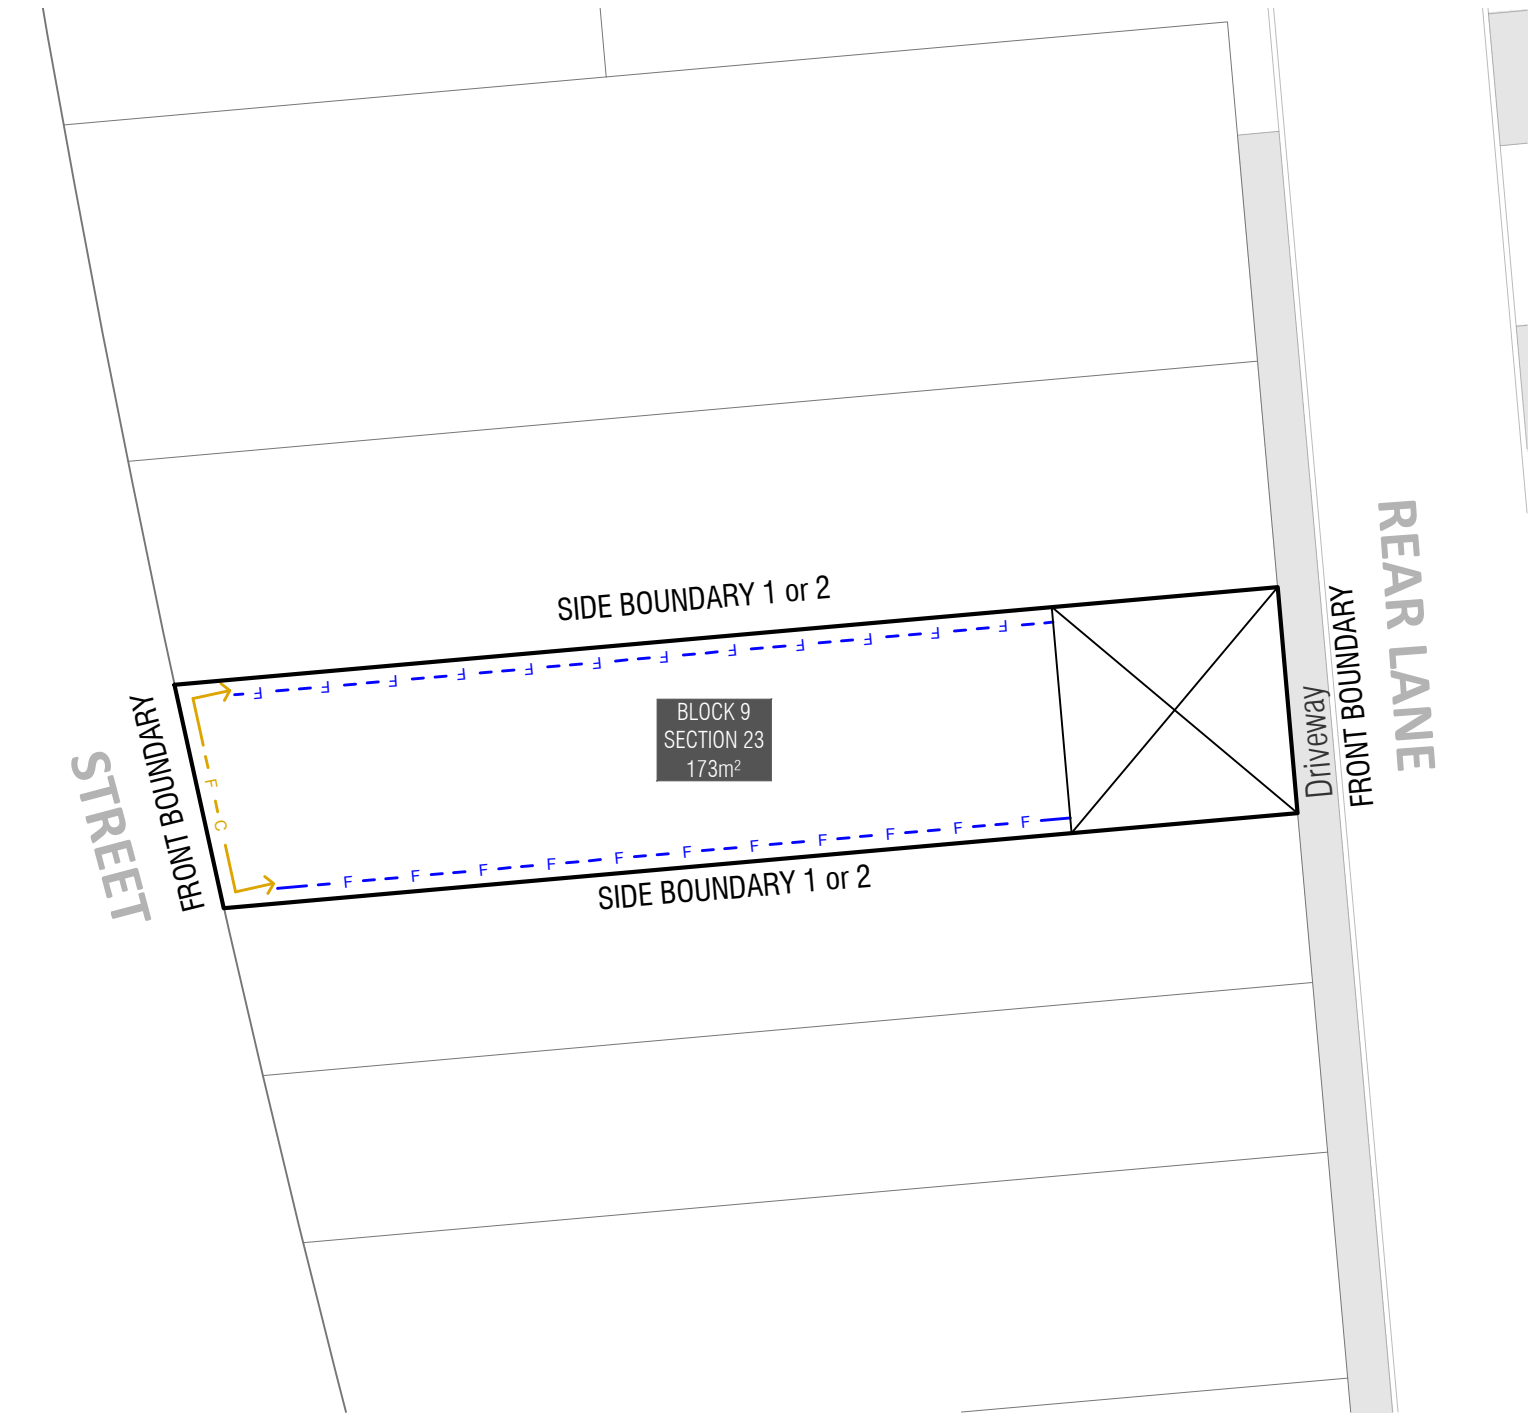 SIDE BOUNDARY 1 or 2
F F F F F F F F F F F F
BLOCK 9
SECTION 23
173m²
F C
F F F F F F F F F F F
SIDE BOUNDARY 1 or 2
STREET
FRONT BOUNDARY
Driveway
FRONT BOUNDARY
REAR LANE